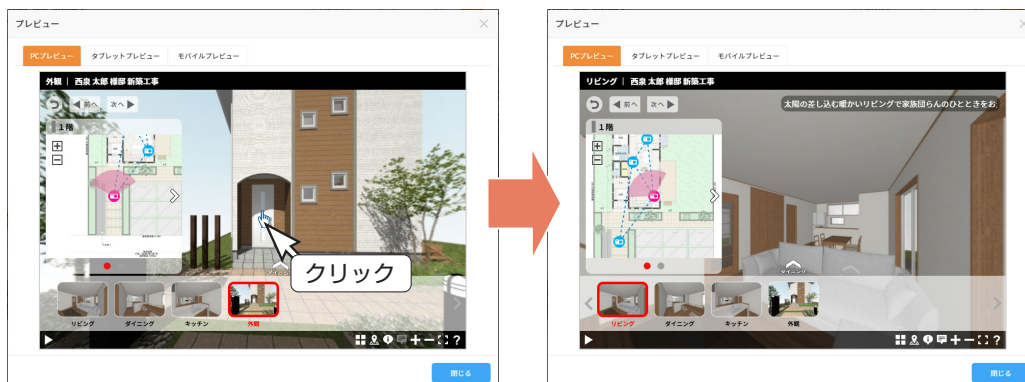 プレビュー
PCプレビュー タブレットプレビュー モバイルプレビュー
外観 | 西泉 太郎 様邸 新築工事
前へ 次へ
1階
クリック
ダイニング
リビング ダイニング キッチン 外観
閉じる
プレビュー
PCプレビュー タブレットプレビュー モバイルプレビュー
リビング | 西泉 太郎 様邸 新築工事
前へ 次へ
太陽の差し込む暖かいリビングで家族団らんのひとときをお
1階
ダイニング
リビング ダイニング キッチン 外観
閉じる